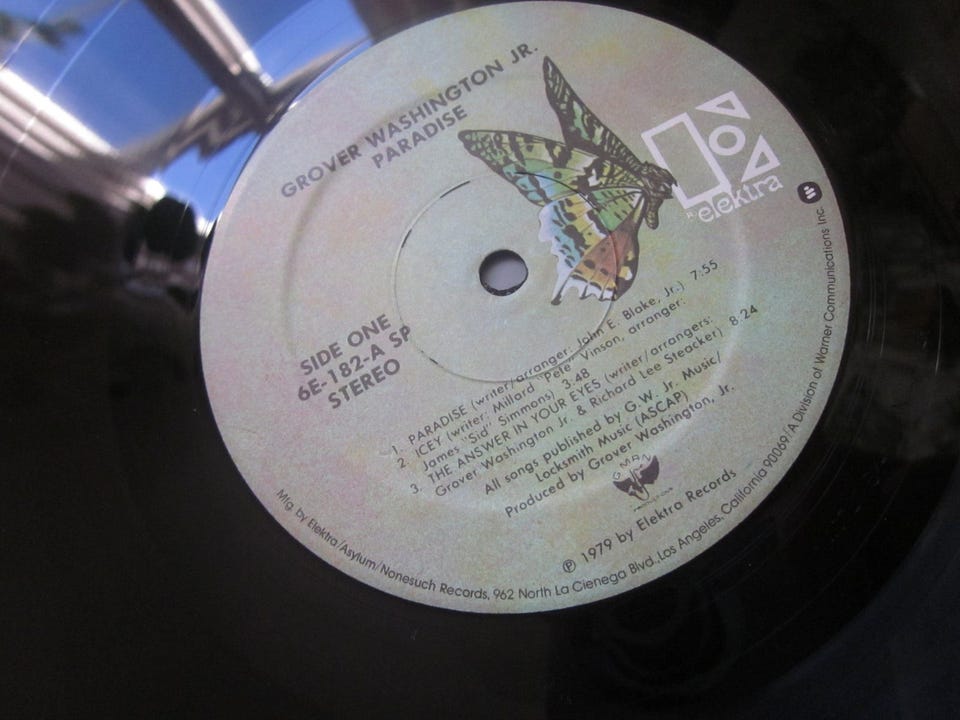 GROVER WASHINGTON JR.
PARADISE
elektra
SIDE ONE
6E-182-A SP
STEREO
1. PARADISE (writer/arranger: John E. Blake, Jr.) 7:55
2 ICEY (writer: Millard "Pete" Vinson, arranger:
James "Sid" Simmons) 3:48
3. THE ANSWER IN YOUR EYES (writer/arrangers:
Grover Washington Jr. & Richard Lee Steacker) 8:24
All songs published by G.W. Jr. Music/
Locksmith Music (ASCAP)
Produced by Grover Washington, Jr.
℗ 1979 by Elektra Records
Mfg. by Elektra/Asylum/Nonesuch Records, 962 North La Cienega Blvd., Los Angeles, California 90069/A Division of Warner Communications Inc.